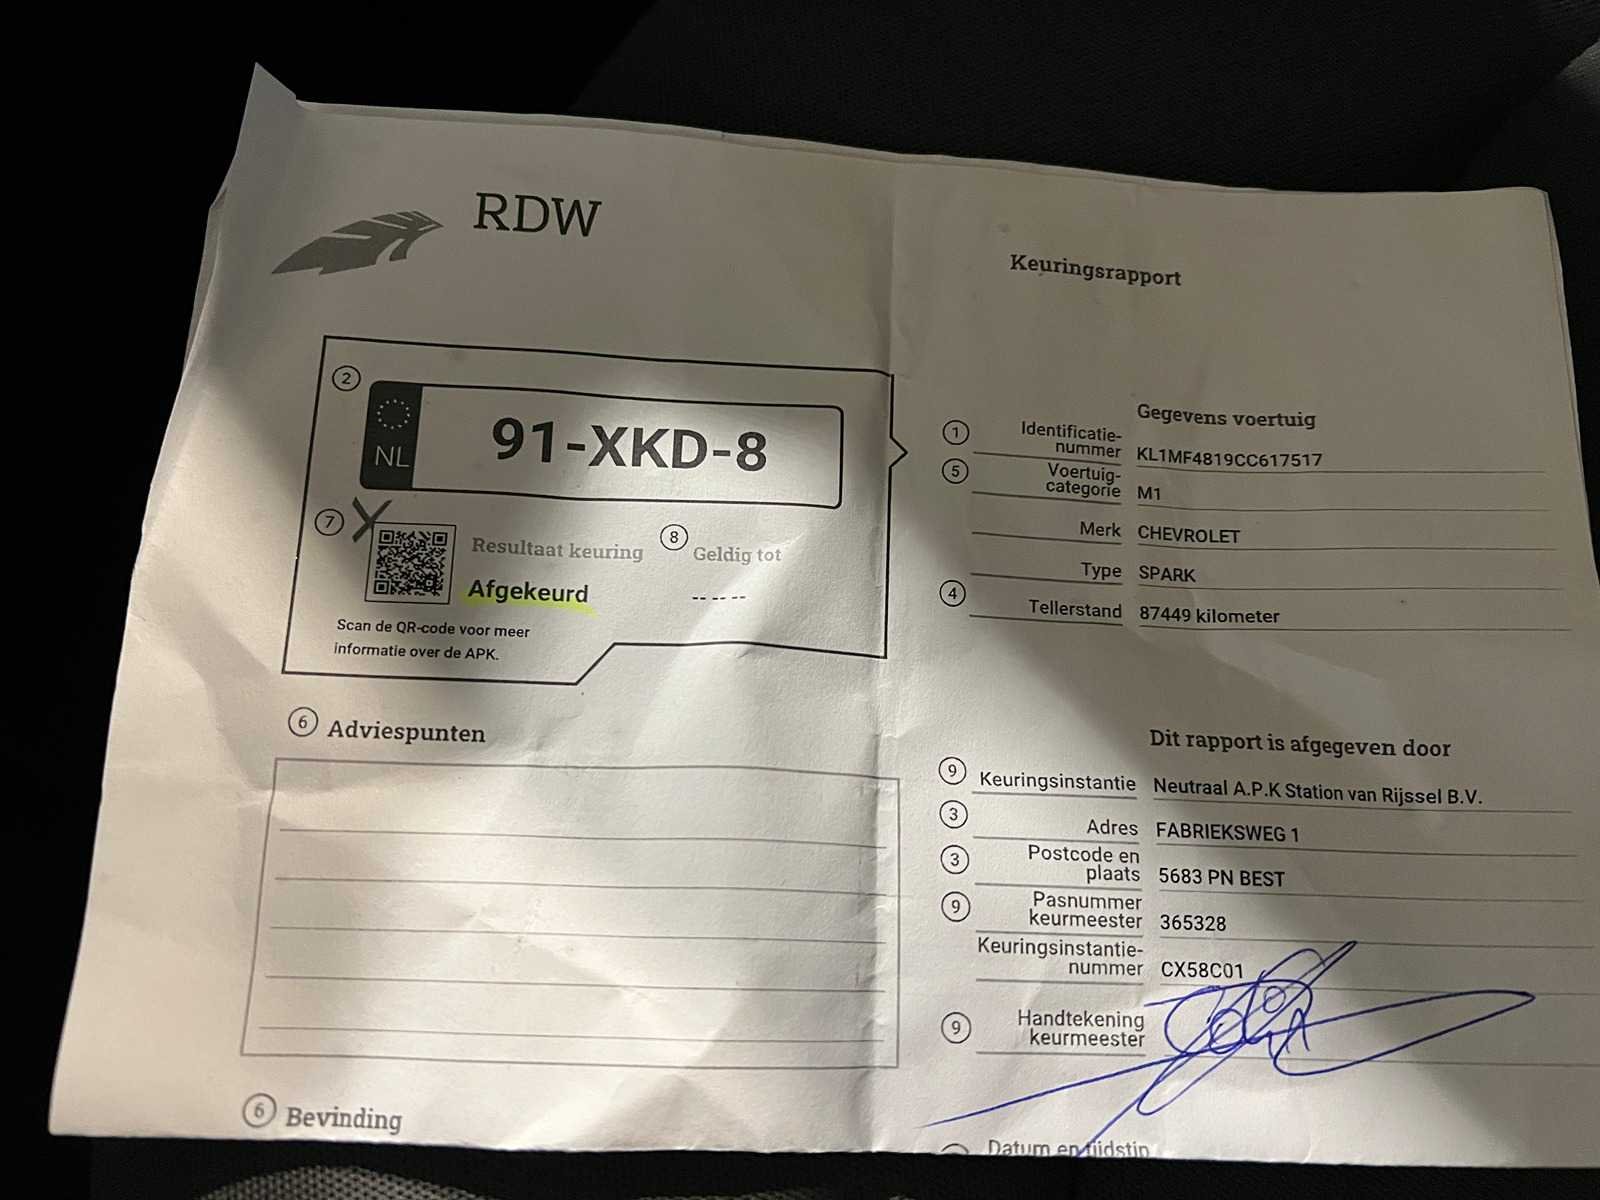 RDW
Keuringsrapport
2
NL
91-XKD-8
7
Resultaat keuring
8
Geldig tot
Afgekeurd
-- -- --
Scan de QR-code voor meer
informatie over de APK.
Gegevens voertuig
1
Identificatie-
nummer
KL1MF4819CC617517
5
Voertuig-
categorie
M1
Merk
CHEVROLET
Type
SPARK
4
Tellerstand
87449 kilometer
6
Adviespunten
Dit rapport is afgegeven door
9
Keuringsinstantie
Neutraal A.P.K Station van Rijssel B.V.
3
Adres
FABRIEKSWEG 1
3
Postcode en
plaats
5683 PN BEST
9
Pasnummer
keurmeester
365328
Keuringsinstantie-
nummer
CX58C01
9
Handtekening
keurmeester
6
Bevinding
Datum en tijdstip